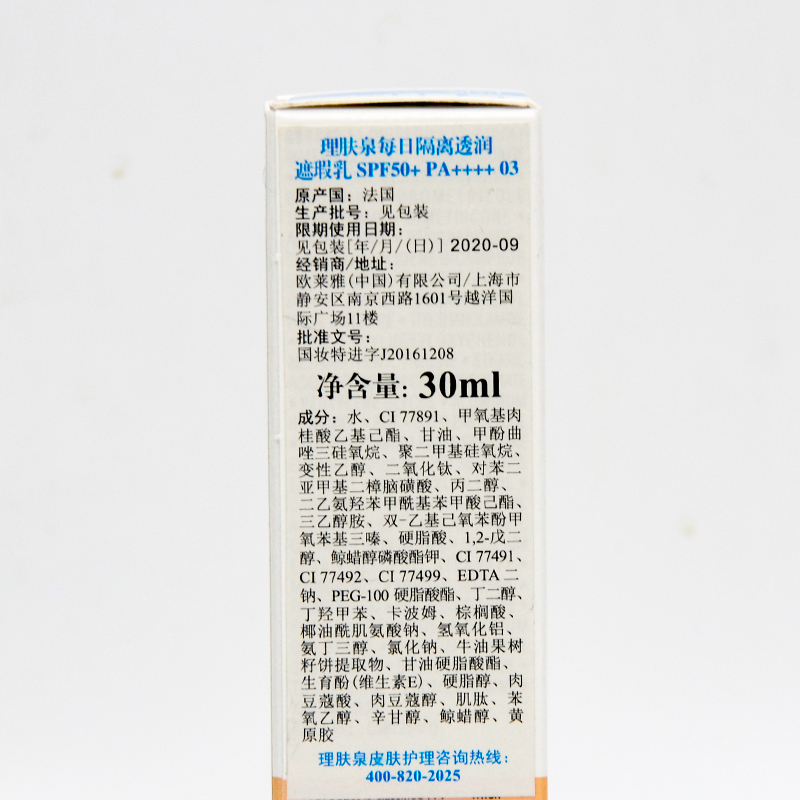 理肤泉每日隔离透润
遮瑕乳 SPF50+ PA++++ 03
原产国：法国
生产批号：见包装
限期使用日期：
见包装[年/月/(日)] 2020-09
经销商/地址：
欧莱雅(中国)有限公司/上海市
静安区南京西路1601号越洋国
际广场11楼
批准文号：
国妆特进字J20161208
净含量：30ml
成分：水、CI 77891、甲氧基肉
桂酸乙基己酯、甘油、甲酚曲
唑三硅氧烷、聚二甲基硅氧烷、
变性乙醇、二氧化钛、对苯二
亚甲基二樟脑磺酸、丙二醇、
二乙氨羟苯甲酰基苯甲酸己酯、
三乙醇胺、双-乙基己氧苯酚甲
氧苯基三嗪、硬脂酸、1,2-戊二
醇、鲸蜡醇磷酸酯钾、CI 77491、
CI 77492、CI 77499、EDTA 二
钠、PEG-100 硬脂酸酯、丁二醇、
丁羟甲苯、卡波姆、棕榈酸、
椰油酰肌氨酸钠、氢氧化铝、
氨丁三醇、氯化钠、牛油果树
籽饼提取物、甘油硬脂酸酯、
生育酚(维生素E)、硬脂醇、肉
豆蔻酸、肉豆蔻醇、肌肽、苯
氧乙醇、辛甘醇、鲸蜡醇、黄
原胶
理肤泉皮肤护理咨询热线：
400-820-2025